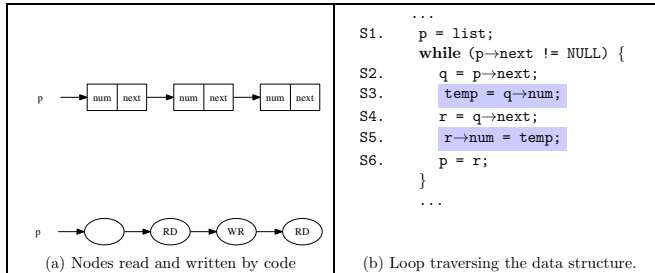 p
num next
num next
num next
p
RD
WR
RD
(a) Nodes read and written by code
...
S1. p = list;
while (p→next != NULL) {
S2. q = p→next;
S3. temp = q→num;
S4. r = q→next;
S5. r→num = temp;
S6. p = r;
}
...
(b) Loop traversing the data structure.